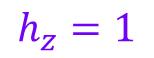 h_z = 1